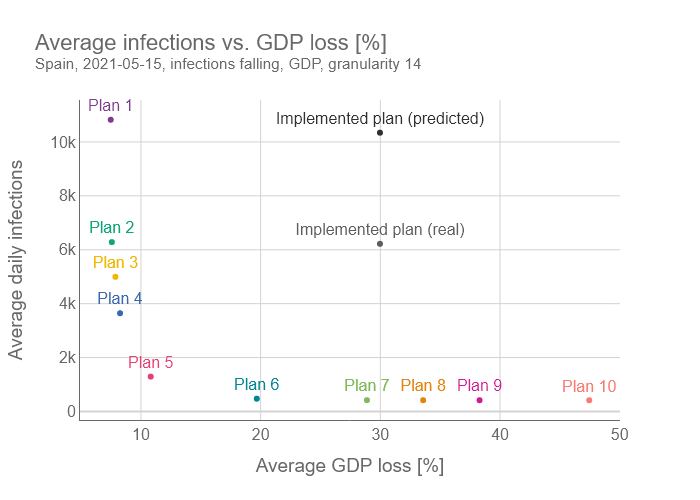 Average infections vs. GDP loss [%]
Spain, 2021-05-15, infections falling, GDP, granularity 14
Plan 1
Implemented plan (predicted)
10k
8k
Plan 2
Implemented plan (real)
6k
Plan 3
Plan 4
4k
2k
Plan 5
Plan 6
Plan 7
Plan 8
Plan 9
Plan 10
0
Average daily infections
10
20
30
40
50
Average GDP loss [%]